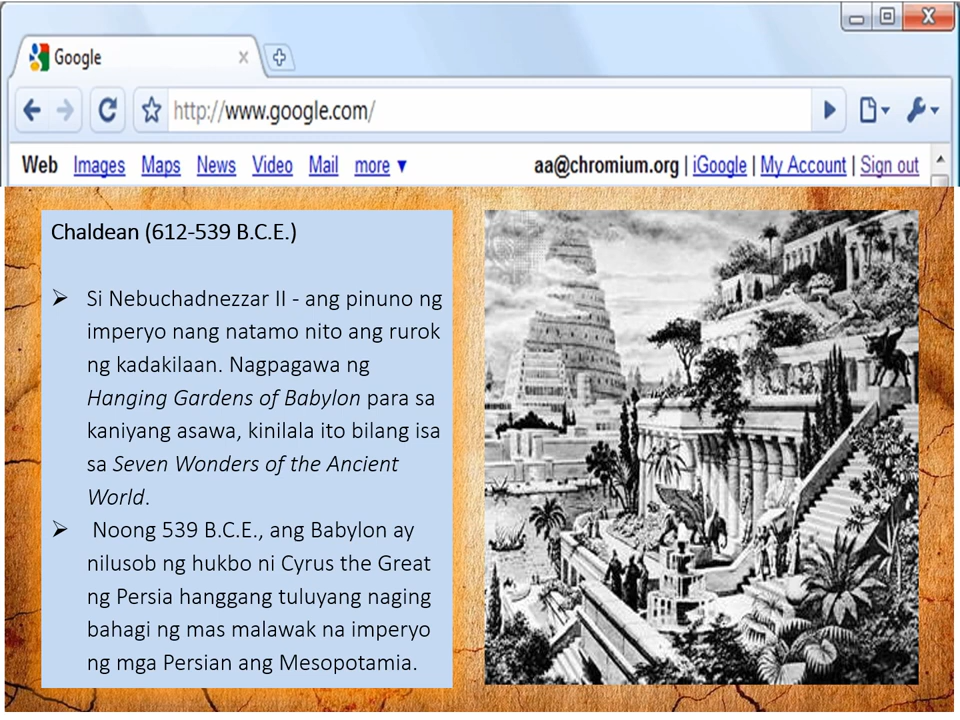 Google
http://www.google.com/
Web Images Maps News Video Mail more ▼ aa@chromium.org | iGoogle | My Account | Sign out
Chaldean (612-539 B.C.E.)
➢ Si Nebuchadnezzar II - ang pinuno ng
imperyo nang natamo nito ang rurok
ng kadakilaan. Nagpagawa ng
Hanging Gardens of Babylon para sa
kaniyang asawa, kinilala ito bilang isa
sa Seven Wonders of the Ancient
World.
➢ Noong 539 B.C.E., ang Babylon ay
nilusob ng hukbo ni Cyrus the Great
ng Persia hanggang tuluyang naging
bahagi ng mas malawak na imperyo
ng mga Persian ang Mesopotamia.